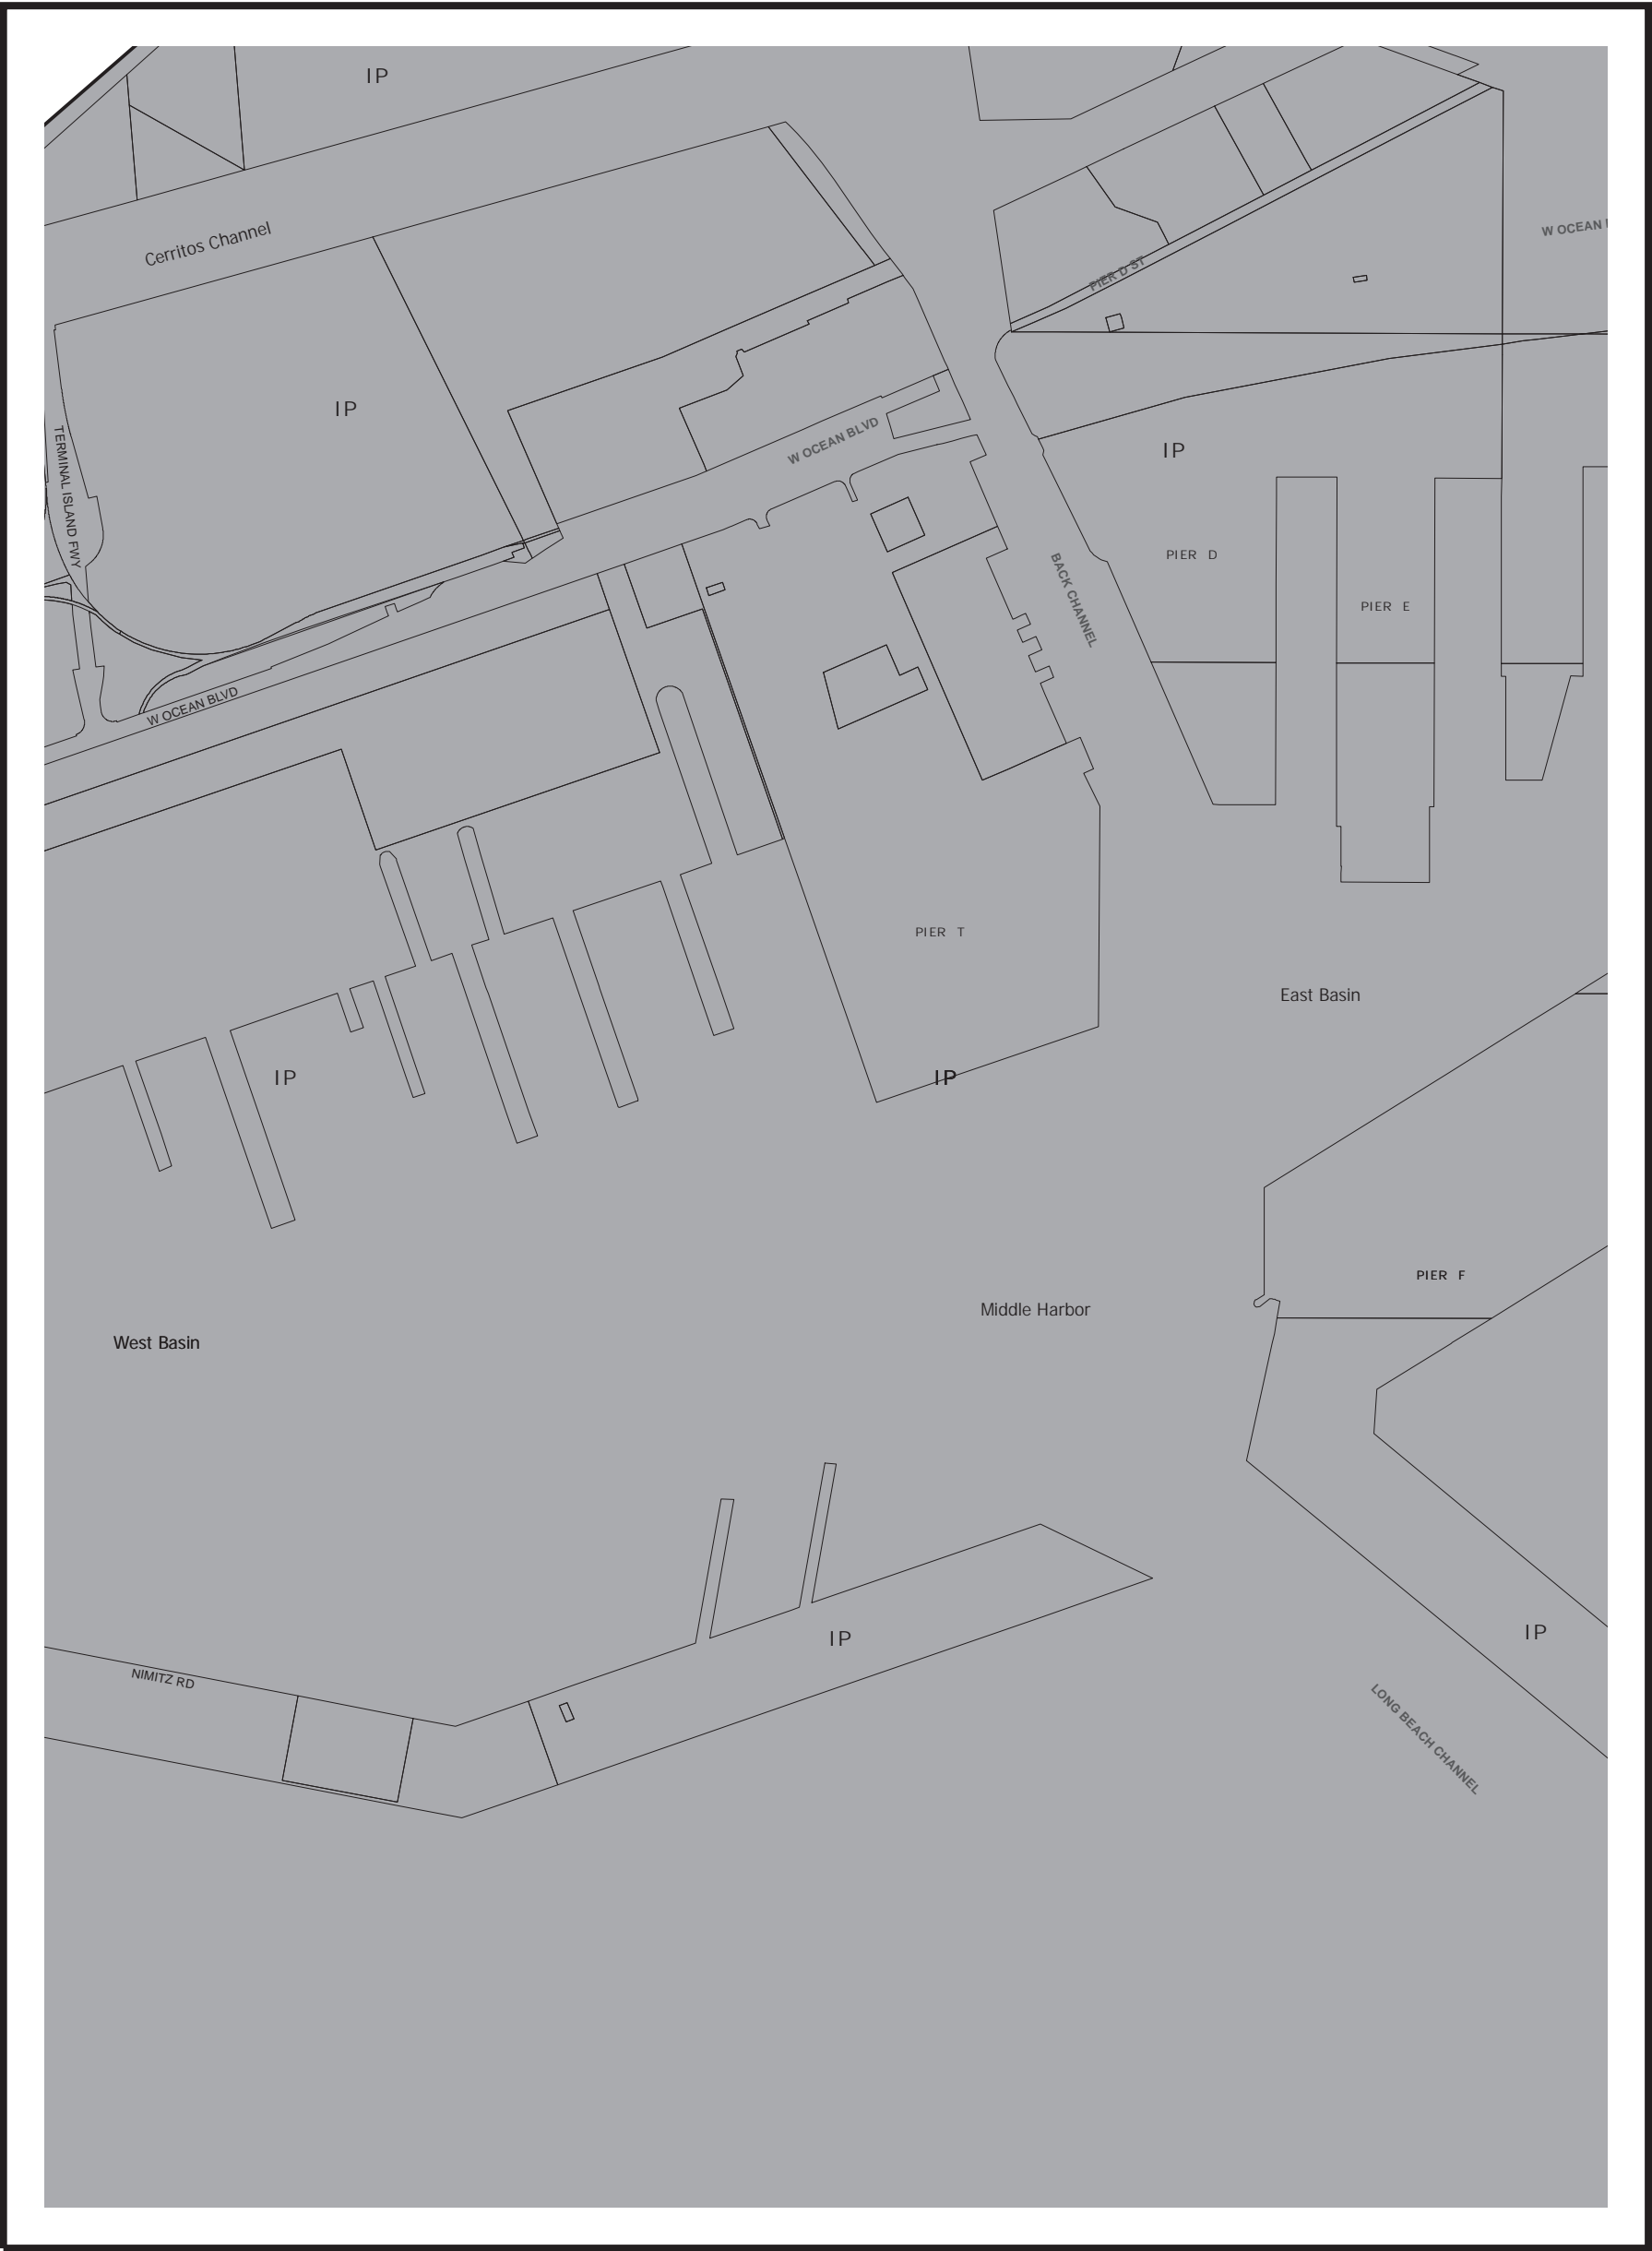 IP
Cerritos Channel
W OCEAN
PIER D ST
IP
TERMINAL ISLAND FWY
W OCEAN BLVD
IP
PIER D
BACK CHANNEL
PIER E
W OCEAN BLVD
PIER T
East Basin
IP
IP
PIER F
Middle Harbor
West Basin
IP
IP
NIMITZ RD
LONG BEACH CHANNEL